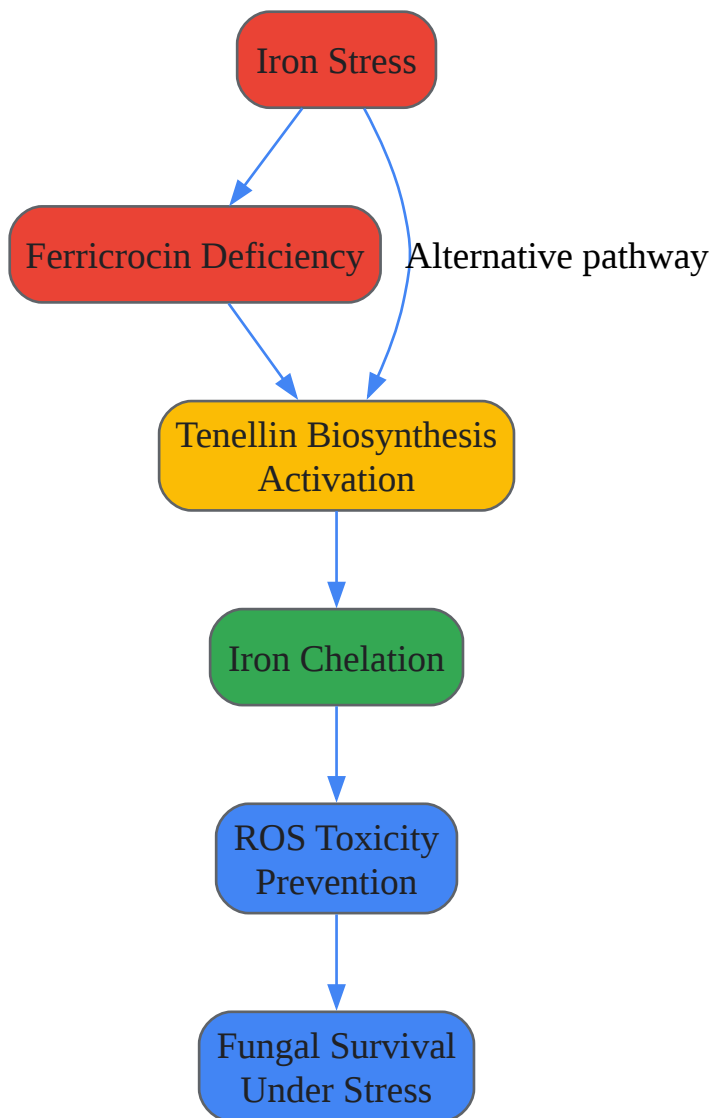 Iron Stress
Ferricrocin Deficiency
Alternative pathway
Tenellin Biosynthesis
Activation
Iron Chelation
ROS Toxicity
Prevention
Fungal Survival
Under Stress